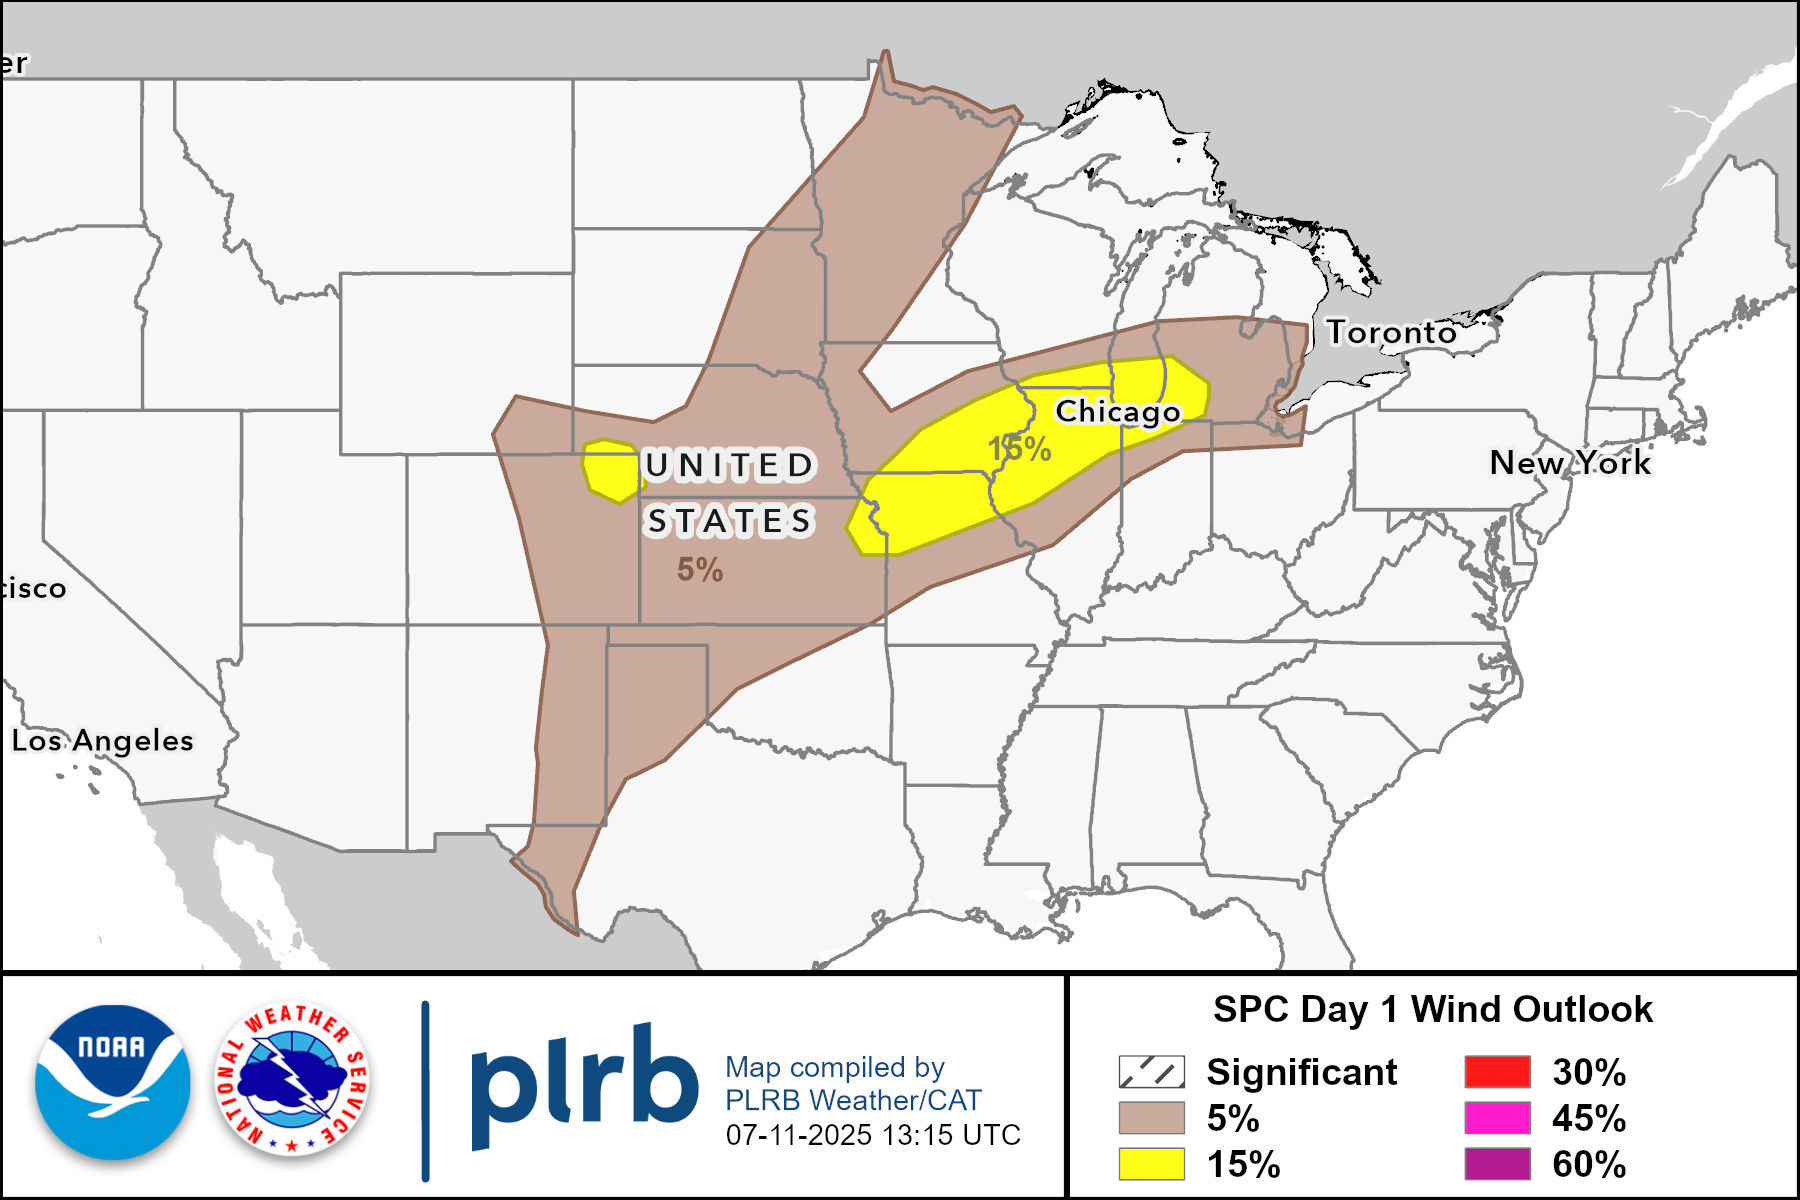 er
Toronto
Chicago
15%
UNITED
New York
STATES
5%
cisco
Los Angeles
NOAA
NATIONAL WEATHER SERVICE
plrb
Map compiled by
PLRB Weather/CAT
07-11-2025 13:15 UTC
SPC Day 1 Wind Outlook
Significant
30%
5%
45%
15%
60%